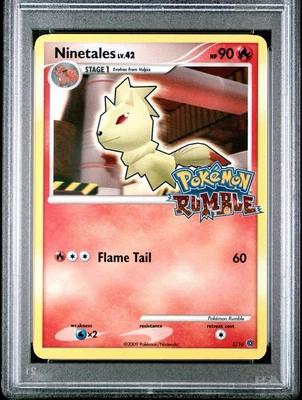 Ninetales LV.42
HP 90
STAGE 1 Evolves from Vulpix
POKéMON
RUMBLE
Flame Tail 60
Pokémon Rumble
weakness resistance retreat cost
×2
©2009 Pokémon/Nintendo
3/16
PSA